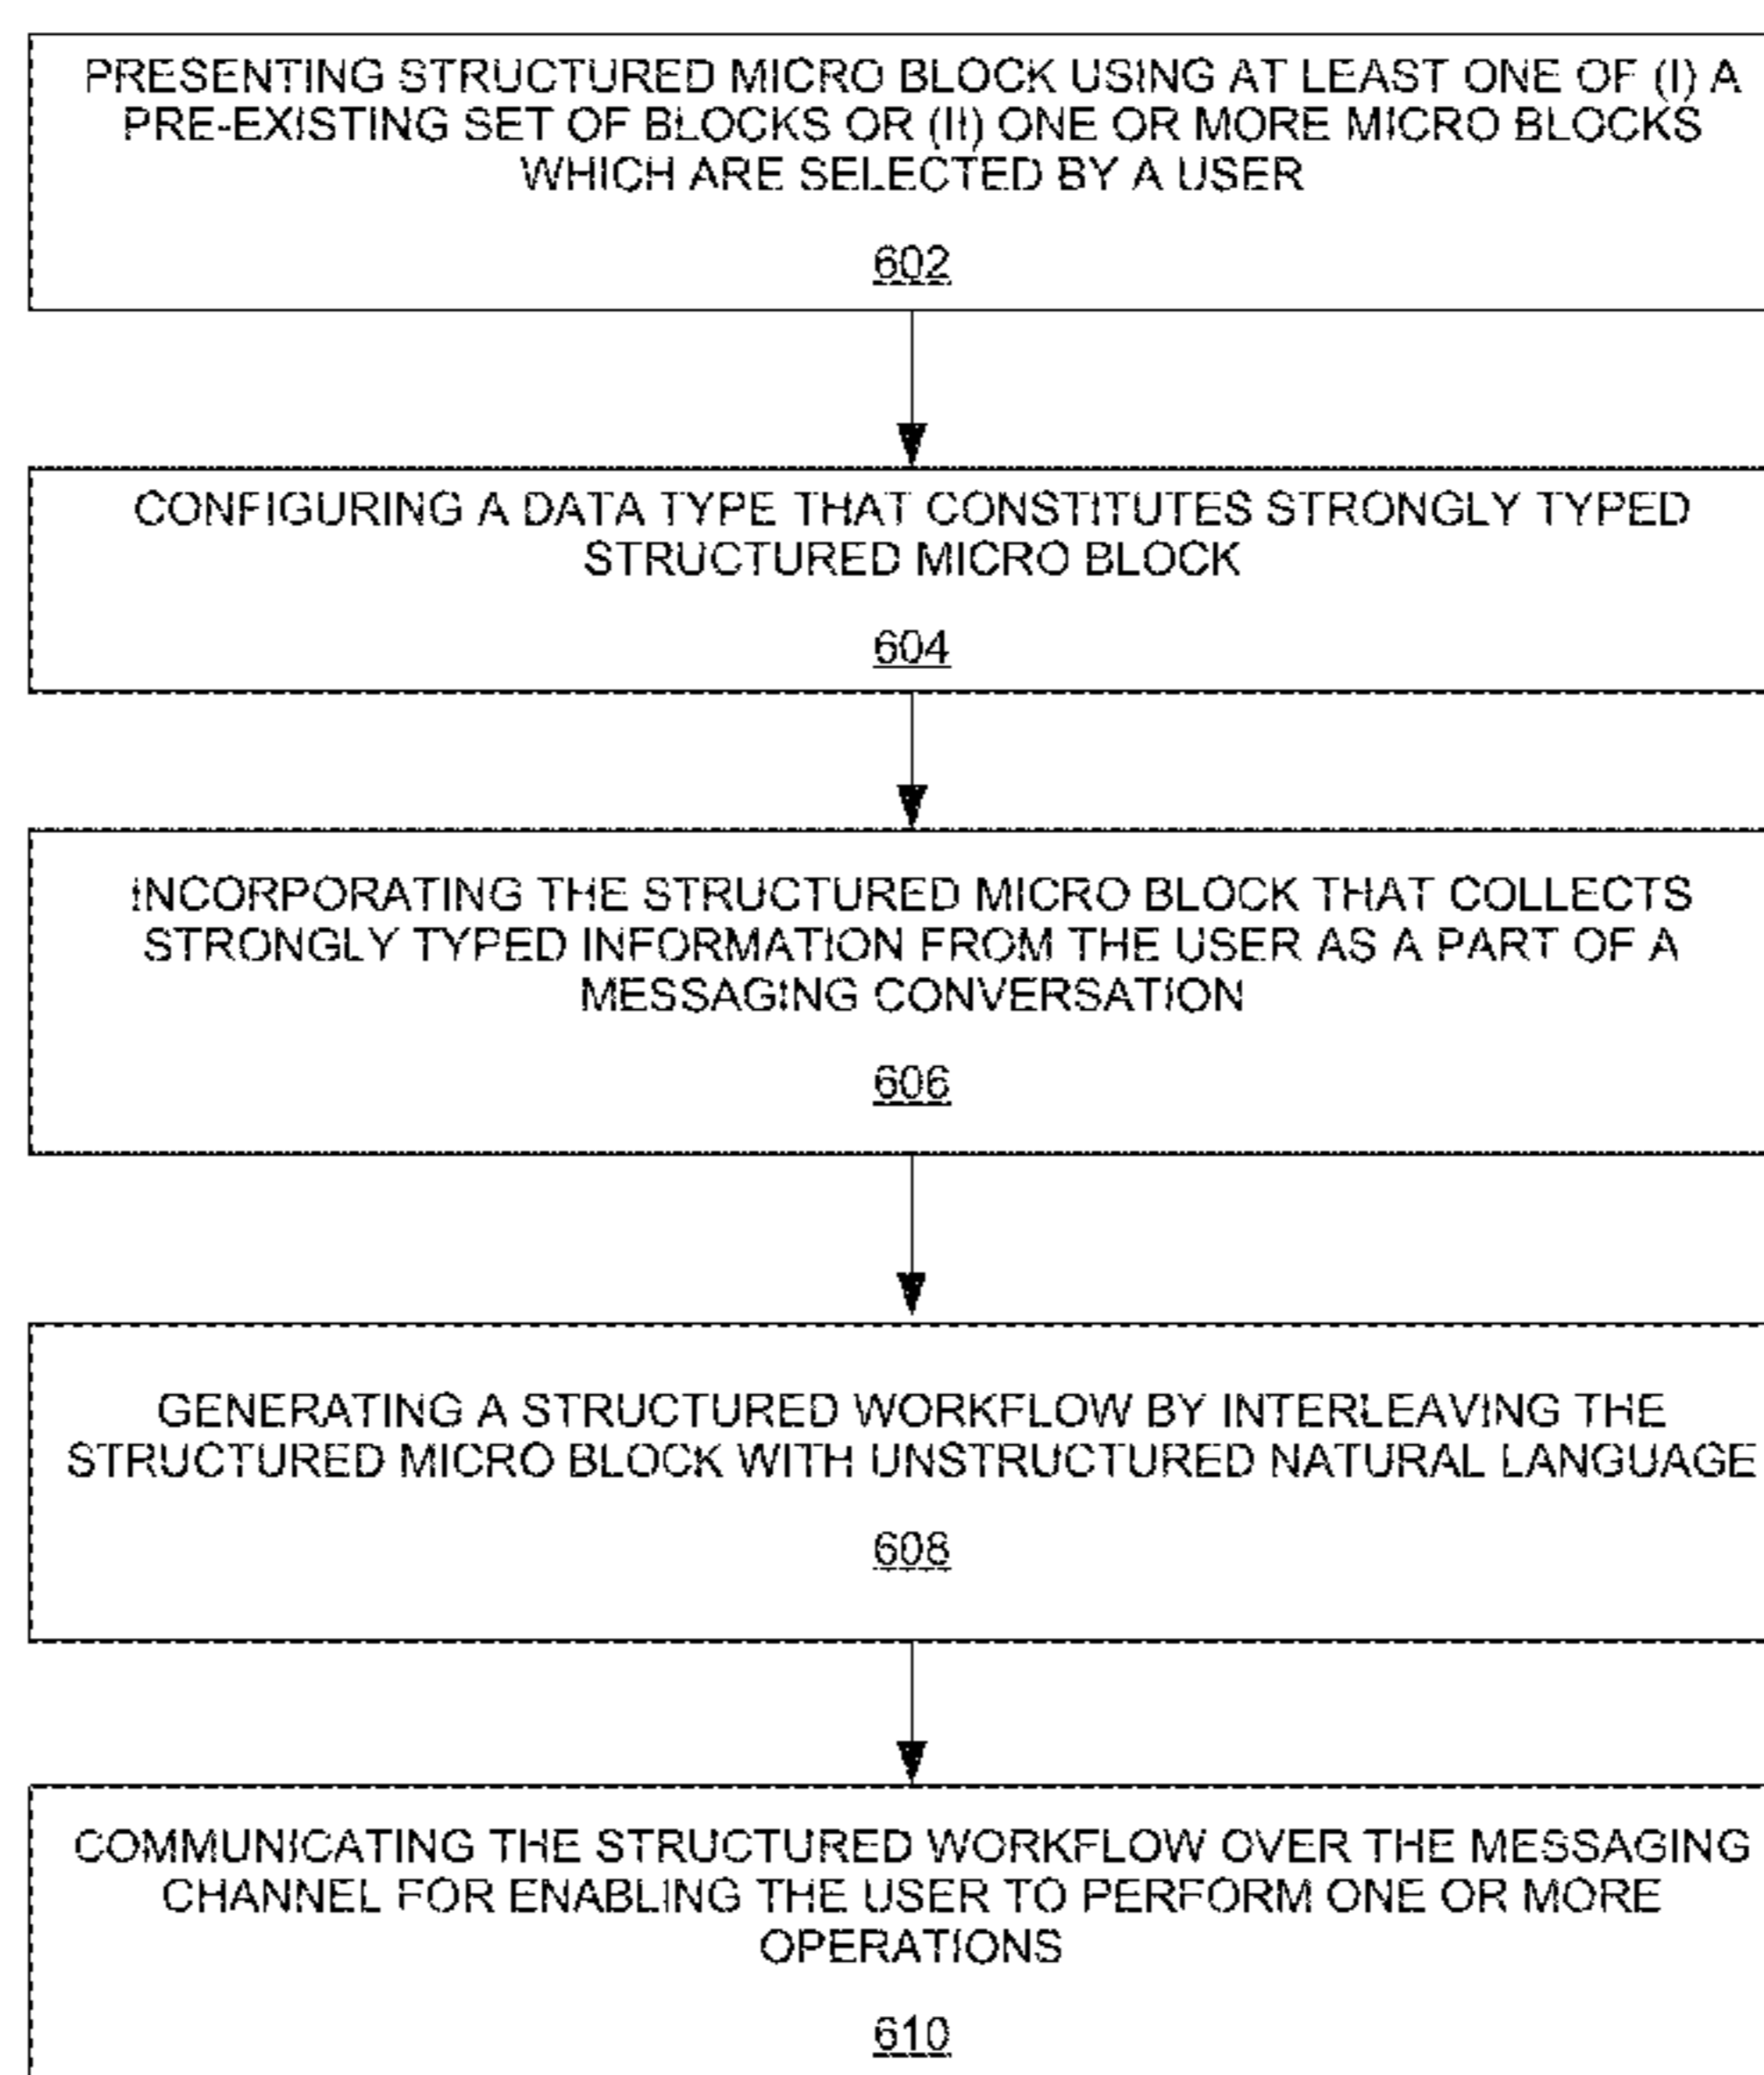 PRESENTING STRUCTURED MICRO BLOCK USING AT LEAST ONE OF (I) A
PRE-EXISTING SET OF BLOCKS OR (II) ONE OR MORE MICRO BLOCKS
WHICH ARE SELECTED BY A USER
602
CONFIGURING A DATA TYPE THAT CONSTITUTES STRONGLY TYPED
STRUCTURED MICRO BLOCK
604
INCORPORATING THE STRUCTURED MICRO BLOCK THAT COLLECTS
STRONGLY TYPED INFORMATION FROM THE USER AS A PART OF A
MESSAGING CONVERSATION
606
GENERATING A STRUCTURED WORKFLOW BY INTERLEAVING THE
STRUCTURED MICRO BLOCK WITH UNSTRUCTURED NATURAL LANGUAGE
608
COMMUNICATING THE STRUCTURED WORKFLOW OVER THE MESSAGING
CHANNEL FOR ENABLING THE USER TO PERFORM ONE OR MORE
OPERATIONS
610